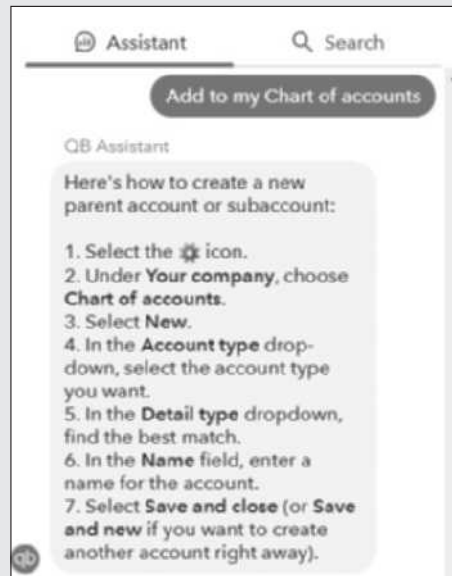 Assistant
Search
Add to my Chart of accounts
QB Assistant
Here's how to create a new
parent account or subaccount:
1. Select the icon.
2. Under Your company, choose
Chart of accounts.
3. Select New.
4. In the Account type drop-
down, select the account type
you want.
5. In the Detail type dropdown,
find the best match.
6. In the Name field, enter a
name for the account.
7. Select Save and close (or Save
and new if you want to create
another account right away).
qb